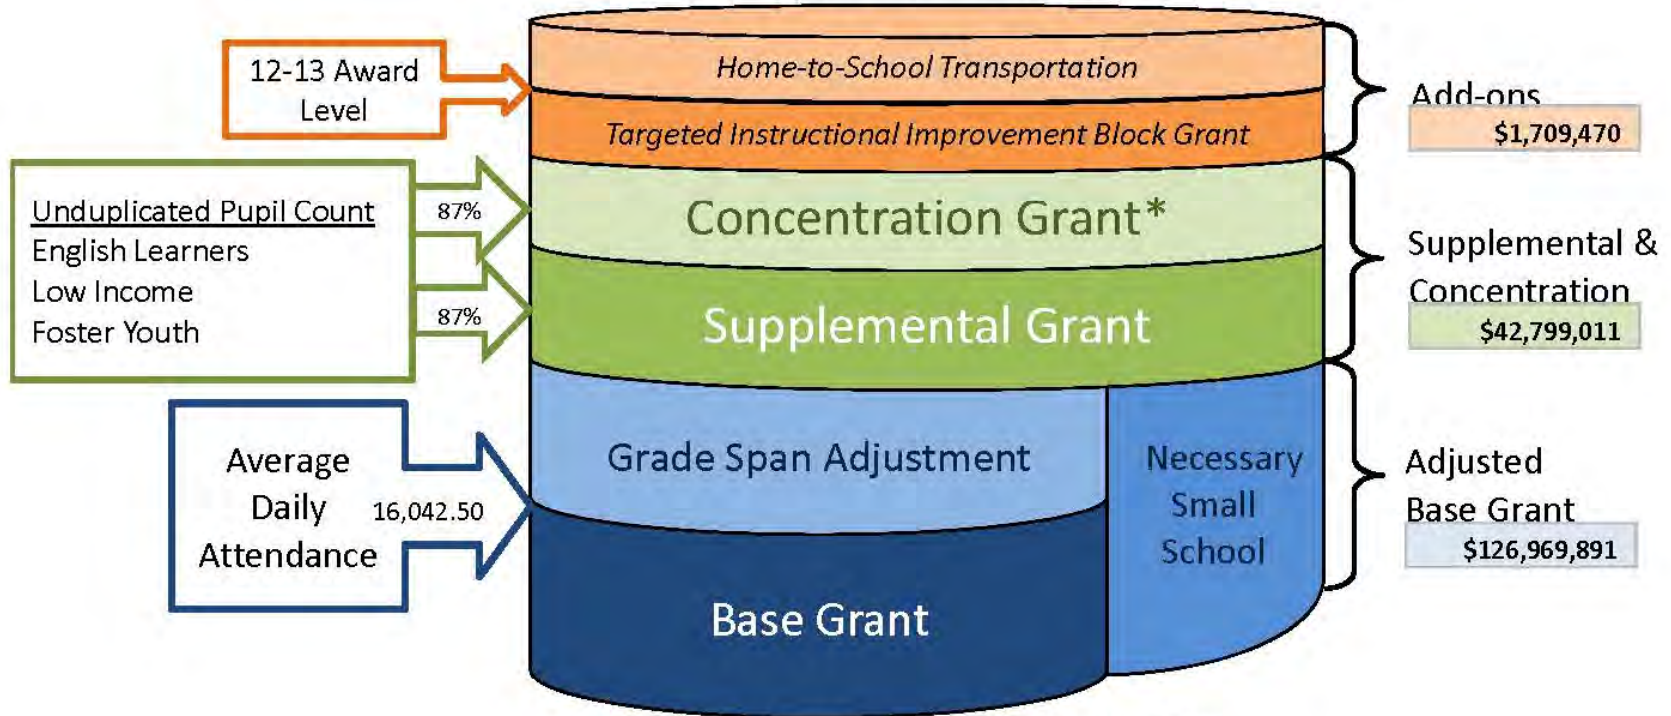 12-13 Award
Level
Home-to-School Transportation
Targeted Instructional Improvement Block Grant
Add-ons
$1,709,470
Unduplicated Pupil Count
English Learners
Low Income
Foster Youth
87%
87%
Concentration Grant*
Supplemental Grant
Supplemental &
Concentration
$42,799,011
Average
Daily
Attendance
16,042.50
Grade Span Adjustment
Base Grant
Necessary
Small
School
Adjusted
Base Grant
$126,969,891